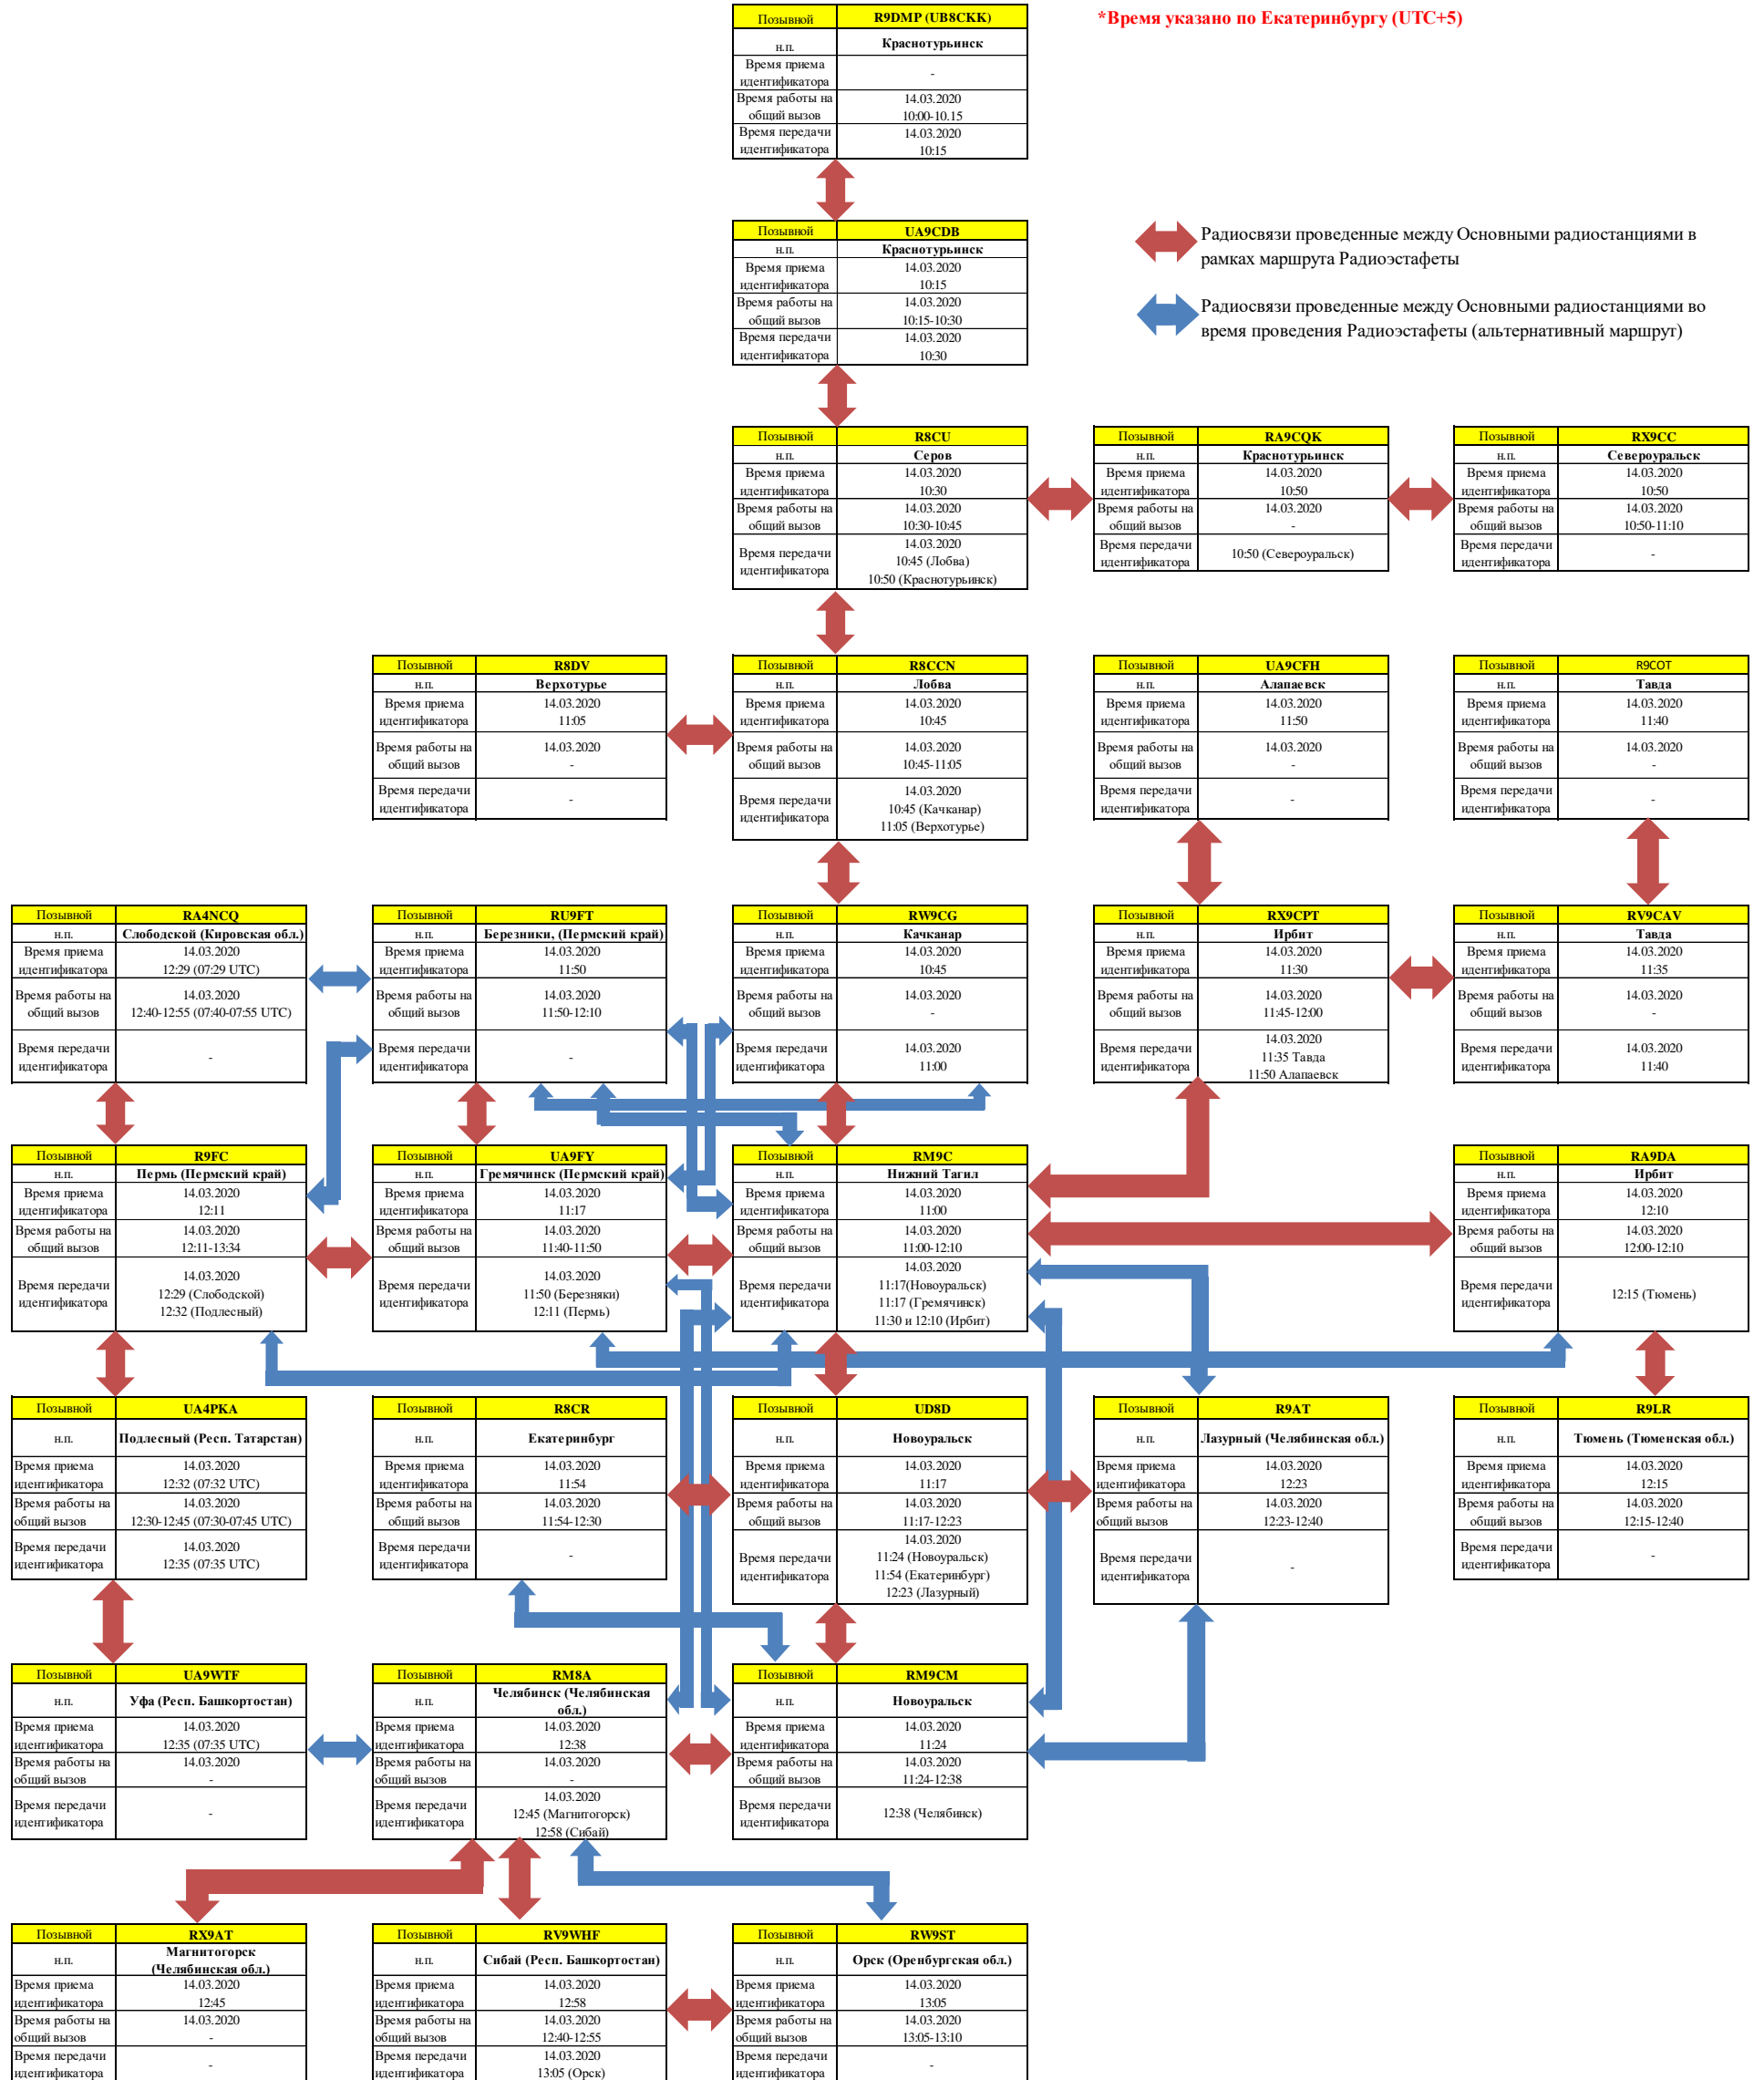 Позывной R9DMP (UB8CKK)
*Время указано по Екатеринбургу (UTC+5)
н.п. Краснотурьинск
Время приема
идентификатора -
Время работы на 14.03.2020
общий вызов 10:00-10.15
Время передачи 14.03.2020
идентификатора 10:15
Позывной UA9CDB
н.п. Краснотурьинск
Время приема 14.03.2020
идентификатора 10:15
Время работы на 14.03.2020
общий вызов 10:15-10:30
Время передачи 14.03.2020
идентификатора 10:30
Радиосвязи проведенные между Основными радиостанциями в
рамках маршрута Радиоэстафеты
Радиосвязи проведенные между Основными радиостанциями во
время проведения Радиоэстафеты (альтернативный маршрут)
Позывной R8CU
н.п. Серов
Время приема 14.03.2020
идентификатора 10:30
Время работы на 14.03.2020
общий вызов 10:30-10:45
Время передачи
идентификатора
14.03.2020
10:45 (Лобва)
10:50 (Краснотурьинск)
Позывной RA9CQK
н.п. Краснотурьинск
Время приема 14.03.2020
идентификатора 10:50
Время работы на 14.03.2020
общий вызов -
Время передачи
идентификатора
10:50 (Североуральск)
Позывной RX9CC
н.п. Североуральск
Время приема 14.03.2020
идентификатора 10:50
Время работы на 14.03.2020
общий вызов 10:50-11:10
Время передачи
идентификатора
-
Позывной R8DV
н.п. Верхотурье
Время приема 14.03.2020
идентификатора 11:05
Время работы на 14.03.2020
общий вызов -
Время передачи
идентификатора
-
Позывной R8CCN
н.п. Лобва
Время приема 14.03.2020
идентификатора 10:45
Время работы на 14.03.2020
общий вызов 10:45-11:05
Время передачи
идентификатора
14.03.2020
10:45 (Качканар)
11:05 (Верхотурье)
Позывной UA9CFH
н.п. Алапаевск
Время приема 14.03.2020
идентификатора 11:50
Время работы на 14.03.2020
общий вызов -
Время передачи
идентификатора
-
Позывной R9COT
н.п. Тавда
Время приема 14.03.2020
идентификатора 11:40
Время работы на 14.03.2020
общий вызов -
Время передачи
идентификатора
-
Позывной RA4NCQ
н.п. Слободской (Кировская обл.)
Время приема 14.03.2020
идентификатора 12:29 (07:29 UTC)
Время работы на 14.03.2020
общий вызов 12:40-12:55 (07:40-07:55 UTC)
Время передачи
идентификатора
-
Позывной RU9FT
н.п. Березники, (Пермский край)
Время приема 14.03.2020
идентификатора 11:50
Время работы на 14.03.2020
общий вызов 11:50-12:10
Время передачи
идентификатора
-
Позывной RW9CG
н.п. Качканар
Время приема 14.03.2020
идентификатора 10:45
Время работы на 14.03.2020
общий вызов -
Время передачи 14.03.2020
идентификатора 11:00
Позывной RX9CPT
н.п. Ирбит
Время приема 14.03.2020
идентификатора 11:30
Время работы на 14.03.2020
общий вызов 11:45-12:00
Время передачи
идентификатора
14.03.2020
11:35 Тавда
11:50 Алапаевск
Позывной RV9CAV
н.п. Тавда
Время приема 14.03.2020
идентификатора 11:35
Время работы на 14.03.2020
общий вызов -
Время передачи 14.03.2020
идентификатора 11:40
Позывной R9FC
н.п. Пермь (Пермский край)
Время приема 14.03.2020
идентификатора 12:11
Время работы на 14.03.2020
общий вызов 12:11-13:34
Время передачи
идентификатора
14.03.2020
12:29 (Слободской)
12:32 (Подлесный)
Позывной UA9FY
н.п. Гремячинск (Пермский край)
Время приема 14.03.2020
идентификатора 11:17
Время работы на 14.03.2020
общий вызов 11:40-11:50
Время передачи
идентификатора
14.03.2020
11:50 (Березняки)
12:11 (Пермь)
Позывной RM9C
н.п. Нижний Тагил
Время приема 14.03.2020
идентификатора 11:00
Время работы на 14.03.2020
общий вызов 11:00-12:10
Время передачи
идентификатора
14.03.2020
11:17(Новоуральск)
11:17 (Гремячинск)
11:30 и 12:10 (Ирбит)
Позывной RA9DA
н.п. Ирбит
Время приема 14.03.2020
идентификатора 12:10
Время работы на 14.03.2020
общий вызов 12:00-12:10
Время передачи
идентификатора
12:15 (Тюмень)
Позывной UA4PKA
н.п. Подлесный (Респ. Татарстан)
Время приема 14.03.2020
идентификатора 12:32 (07:32 UTC)
Время работы на 14.03.2020
общий вызов 12:30-12:45 (07:30-07:45 UTC)
Время передачи 14.03.2020
идентификатора 12:35 (07:35 UTC)
Позывной R8CR
н.п. Екатеринбург
Время приема 14.03.2020
идентификатора 11:54
Время работы на 14.03.2020
общий вызов 11:54-12:30
Время передачи
идентификатора
-
Позывной UD8D
н.п. Новоуральск
Время приема 14.03.2020
идентификатора 11:17
Время работы на 14.03.2020
общий вызов 11:17-12:23
Время передачи
идентификатора
14.03.2020
11:24 (Новоуральск)
11:54 (Екатеринбург)
12:23 (Лазурный)
Позывной R9AT
н.п. Лазурный (Челябинская обл.)
Время приема 14.03.2020
идентификатора 12:23
Время работы на 14.03.2020
общий вызов 12:23-12:40
Время передачи
идентификатора
-
Позывной R9LR
н.п. Тюмень (Тюменская обл.)
Время приема 14.03.2020
идентификатора 12:15
Время работы на 14.03.2020
общий вызов 12:15-12:40
Время передачи
идентификатора
-
Позывной UA9WTF
н.п. Уфа (Респ. Башкортостан)
Время приема 14.03.2020
идентификатора 12:35 (07:35 UTC)
Время работы на 14.03.2020
общий вызов -
Время передачи
идентификатора
-
Позывной RM8A
н.п. Челябинск (Челябинская
обл.)
Время приема 14.03.2020
идентификатора 12:38
Время работы на 14.03.2020
общий вызов -
Время передачи
идентификатора
14.03.2020
12:45 (Магнитогорск)
12:58 (Сибай)
Позывной RM9CM
н.п. Новоуральск
Время приема 14.03.2020
идентификатора 11:24
Время работы на 14.03.2020
общий вызов 11:24-12:38
Время передачи
идентификатора
12:38 (Челябинск)
Позывной RX9AT
н.п. Магнитогорск
(Челябинская обл.)
Время приема 14.03.2020
идентификатора 12:45
Время работы на 14.03.2020
общий вызов -
Время передачи
идентификатора
-
Позывной RV9WHF
н.п. Сибай (Респ. Башкортостан)
Время приема 14.03.2020
идентификатора 12:58
Время работы на 14.03.2020
общий вызов 12:40-12:55
Время передачи 14.03.2020
идентификатора 13:05 (Орск)
Позывной RW9ST
н.п. Орск (Оренбургская обл.)
Время приема 14.03.2020
идентификатора 13:05
Время работы на 14.03.2020
общий вызов 13:05-13:10
Время передачи
идентификатора
-